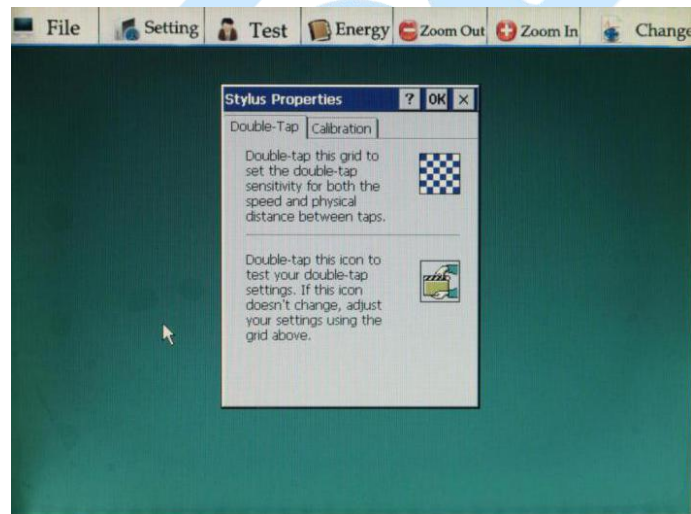 File Setting Test Energy Zoom Out Zoom In Change
Stylus Properties ? OK ×
Double-Tap Calibration
Double-tap this grid to
set the double-tap
sensitivity for both the
speed and physical
distance between taps.
Double-tap this icon to
test your double-tap
settings. If this icon
doesn't change, adjust
your settings using the
grid above.